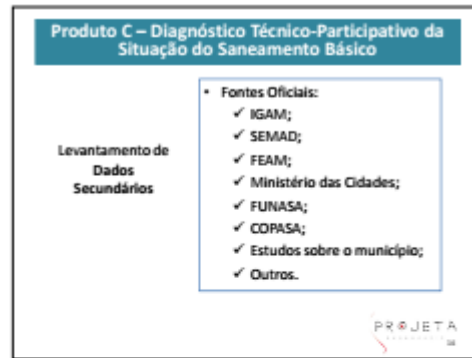 Produto C – Diagnóstico Técnico-Participativo da
Situação do Saneamento Básico
Levantamento de
Dados
Secundários
• Fontes Oficiais:
✓ IGAM;
✓ SEMAD;
✓ FEAM;
✓ Ministério das Cidades;
✓ FUNASA;
✓ COPASA;
✓ Estudos sobre o município;
✓ Outros.
PROJETA